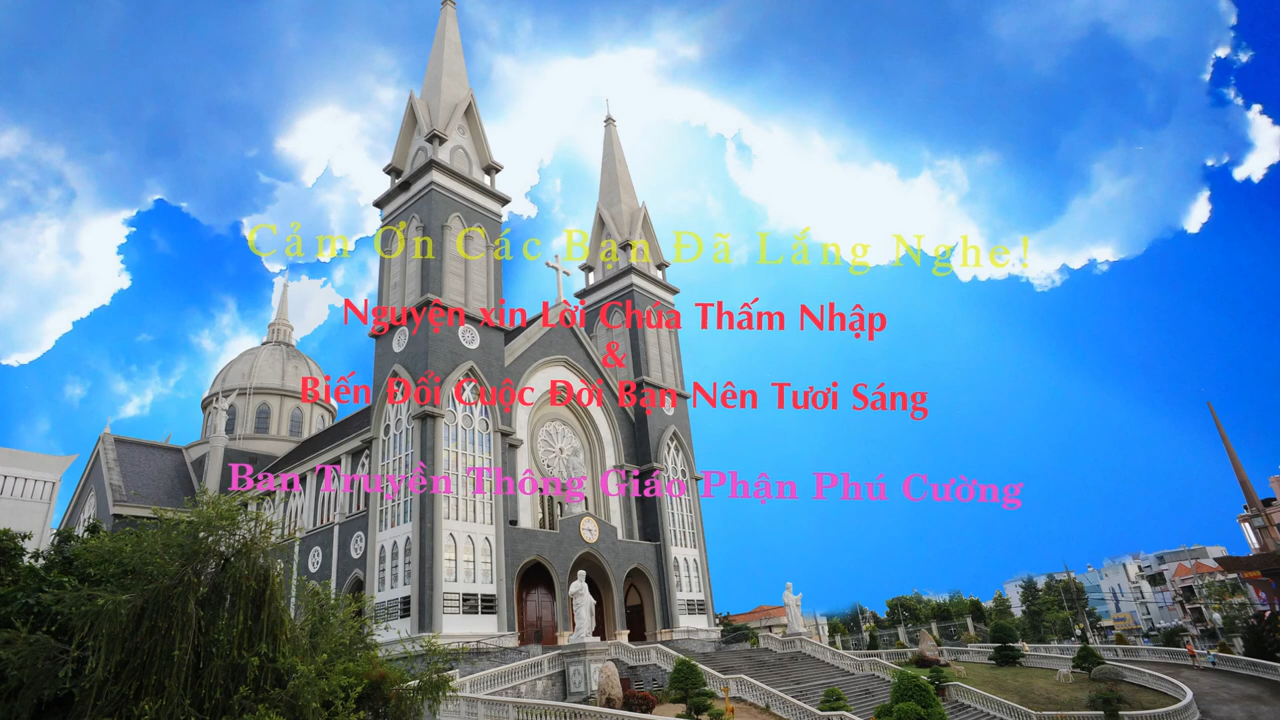 Cảm Ơn Các Bạn Đã Lắng Nghe!
Nguyện xin Lời Chúa Thấm Nhập
&
Biến Đổi Cuộc Đời Bạn Nên Tươi Sáng
Ban Truyền Thông Giáo Phận Phú Cường